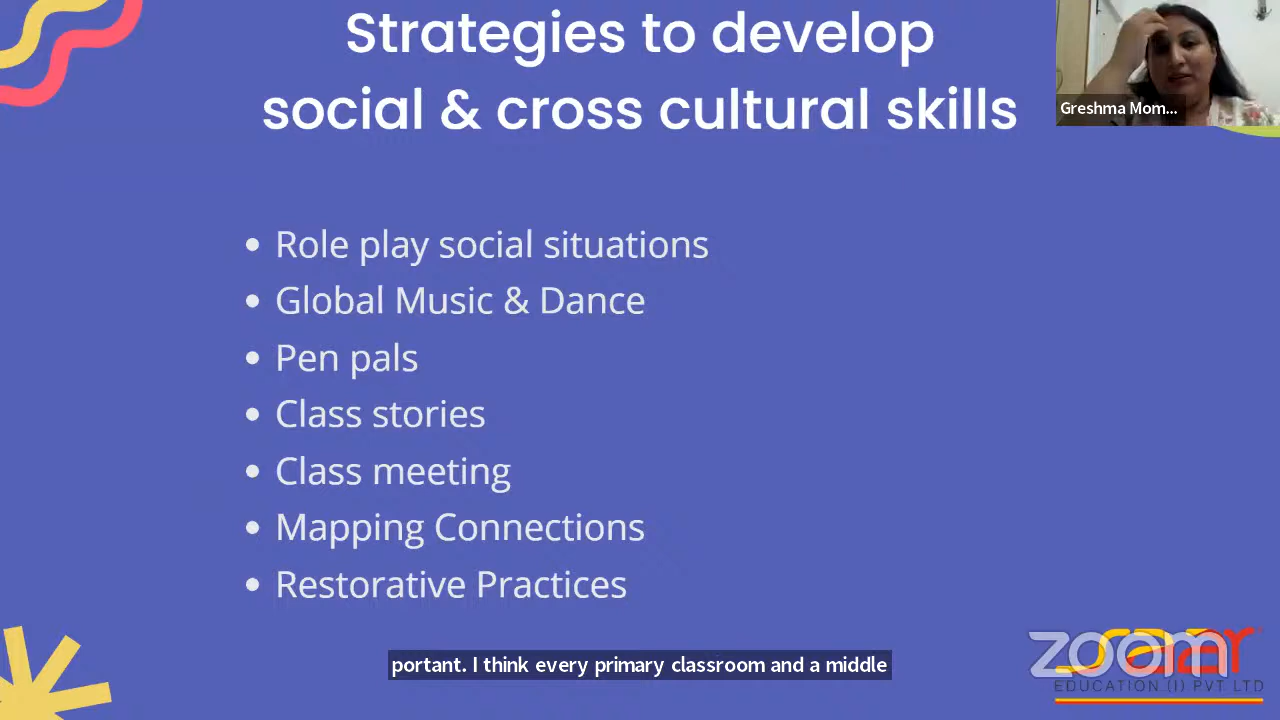 Strategies to develop
social & cross cultural skills
Greshma Mom...
• Role play social situations
• Global Music & Dance
• Pen pals
• Class stories
• Class meeting
• Mapping Connections
• Restorative Practices
portant. I think every primary classroom and a middle
zoom
EDUCATION (I) PVT LTD